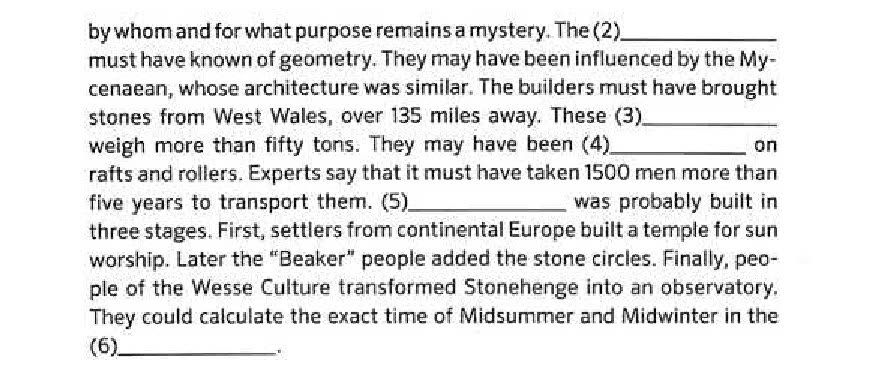 by whom and for what purpose remains a mystery. The (2)____________
must have known of geometry. They may have been influenced by the My-
cenaean, whose architecture was similar. The builders must have brought
stones from West Wales, over 135 miles away. These (3)____________
weigh more than fifty tons. They may have been (4)____________ on
rafts and rollers. Experts say that it must have taken 1500 men more than
five years to transport them. (5)____________ was probably built in
three stages. First, settlers from continental Europe built a temple for sun
worship. Later the "Beaker" people added the stone circles. Finally, peo-
ple of the Wesse Culture transformed Stonehenge into an observatory.
They could calculate the exact time of Midsummer and Midwinter in the
(6)____________.